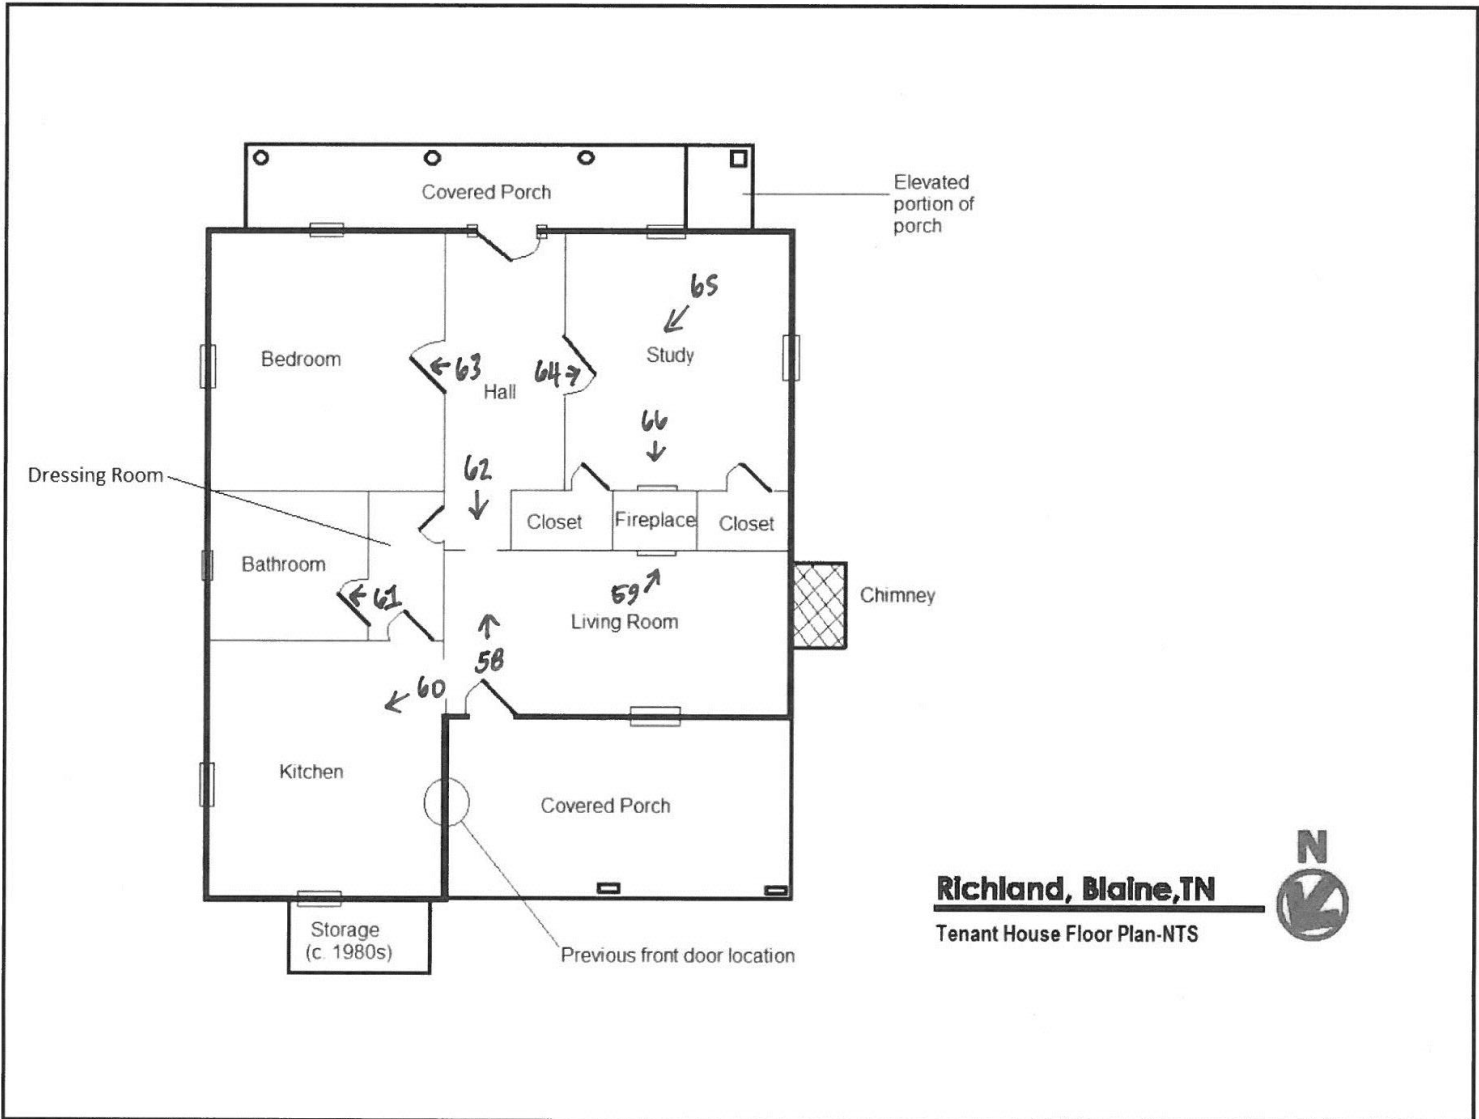 Covered Porch
Elevated
portion of
porch
65
Bedroom
63
Hall
64
Study
66
62
Dressing Room
Closet
Fireplace
Closet
Bathroom
61
59
Chimney
Living Room
58
60
Kitchen
Covered Porch
N
Richland, Blaine,TN
Tenant House Floor Plan-NTS
Storage
(c. 1980s)
Previous front door location